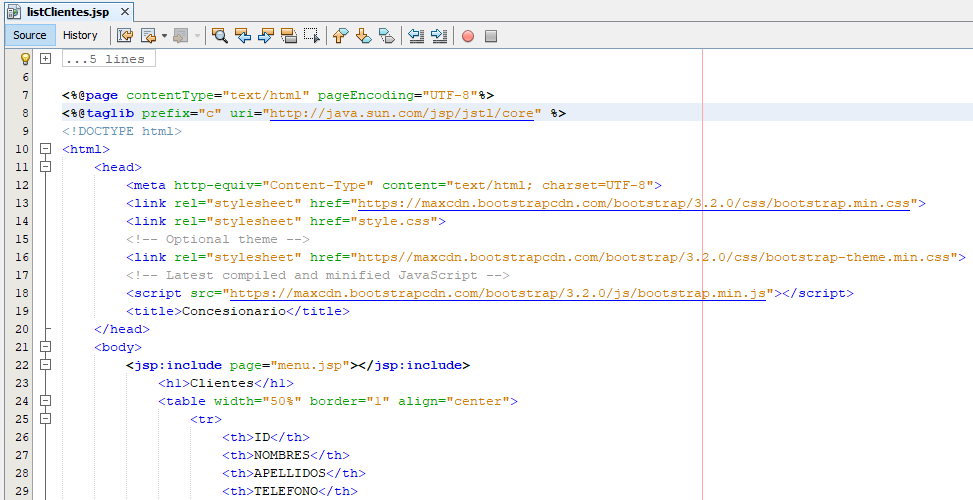 listClientes.jsp
Source History
...5 lines
6
7 <%@page contentType="text/html" pageEncoding="UTF-8"%>
8 <%@taglib prefix="c" uri="http://java.sun.com/jsp/jstl/core" %>
9 <!DOCTYPE html>
10 <html>
11 <head>
12 <meta http-equiv="Content-Type" content="text/html; charset=UTF-8">
13 <link rel="stylesheet" href="https://maxcdn.bootstrapcdn.com/bootstrap/3.2.0/css/bootstrap.min.css">
14 <link rel="stylesheet" href="style.css">
15 <!-- Optional theme -->
16 <link rel="stylesheet" href="https//maxcdn.bootstrapcdn.com/bootstrap/3.2.0/css/bootstrap-theme.min.css">
17 <!-- Latest compiled and minified JavaScript -->
18 <script src="https://maxcdn.bootstrapcdn.com/bootstrap/3.2.0/js/bootstrap.min.js"></script>
19 <title>Concesionario</title>
20 </head>
21 <body>
22 <jsp:include page="menu.jsp"></jsp:include>
23 <h1>Clientes</h1>
24 <table width="50%" border="1" align="center">
25 <tr>
26 <th>ID</th>
27 <th>NOMBRES</th>
28 <th>APELLIDOS</th>
29 <th>TELEFONO</th>